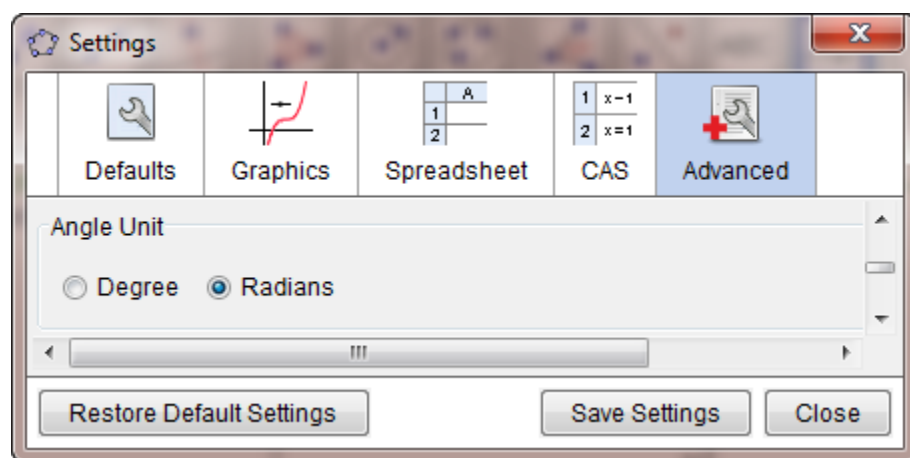 Settings
A
1
2
1 x-1
2 x=1
Defaults Graphics Spreadsheet CAS Advanced
Angle Unit
Degree Radians
Restore Default Settings Save Settings Close